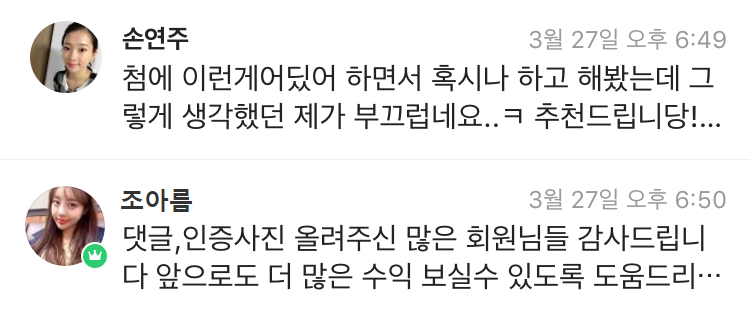 손연주
3월 27일 오후 6:49
첨에 이런게어딨어 하면서 혹시나 하고 해봤는데 그
렇게 생각했던 제가 부끄럽네요..ㅋ 추천드립니당!...
조아름
3월 27일 오후 6:50
댓글,인증사진 올려주신 많은 회원님들 감사드립니
다 앞으로도 더 많은 수익 보실수 있도록 도움드리…